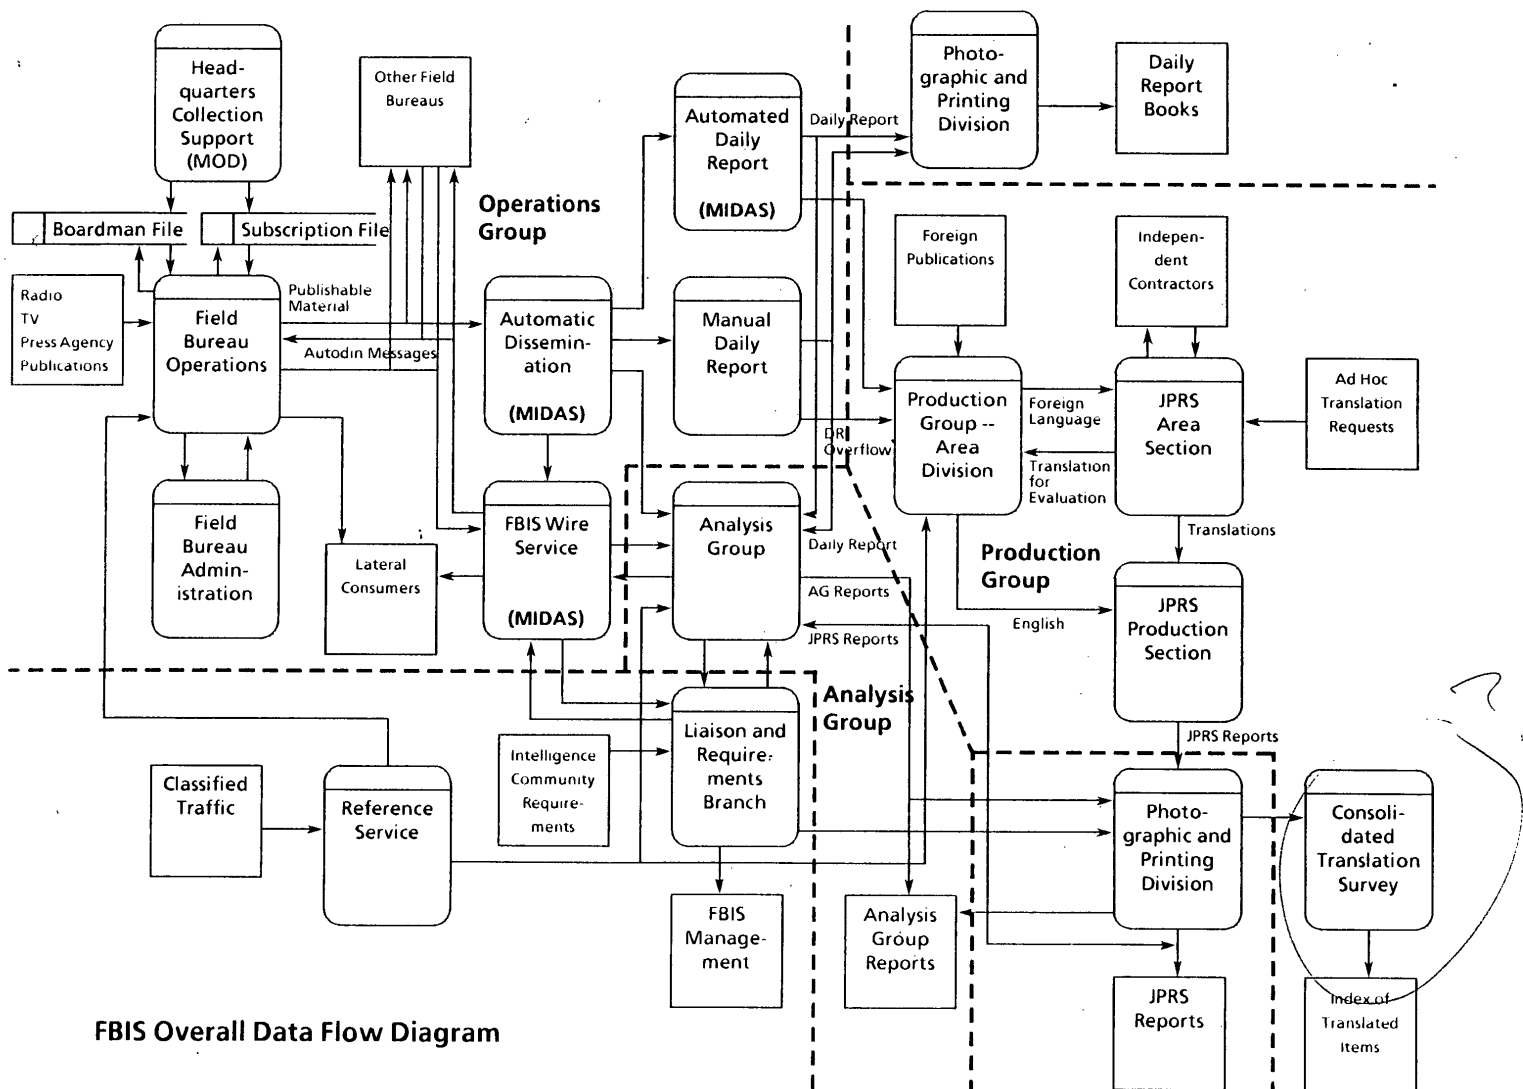 Head-
quarters
Collection
Support
(MOD)
Other Field
Bureaus
Boardman File
Subscription File
Radio
TV
Press Agency
Publications
Field
Bureau
Operations
Publishable
Material
Autodin Messages
Field
Bureau
Admin-
istration
Lateral
Consumers
Operations
Group
Automatic
Dissemin-
ation
(MIDAS)
FBIS Wire
Service
(MIDAS)
Automated
Daily
Report
(MIDAS)
Manual
Daily
Report
Daily Report
DR
Overflow
Photo-
graphic and
Printing
Division
Daily
Report
Books
Foreign
Publications
Indepen-
dent
Contractors
Production
Group --
Area
Division
Foreign
Language
Translation
for
Evaluation
JPRS
Area
Section
Ad Hoc
Translation
Requests
Analysis
Group
Daily Report
AG Reports
JPRS Reports
Production
Group
English
Translations
JPRS
Production
Section
JPRS Reports
Analysis
Group
Liaison and
Require-
ments
Branch
Intelligence
Community
Require-
ments
Classified
Traffic
Reference
Service
FBIS
Manage-
ment
Analysis
Group
Reports
Photo-
graphic and
Printing
Division
Consoli-
dated
Translation
Survey
JPRS
Reports
Index of
Translated
Items
FBIS Overall Data Flow Diagram